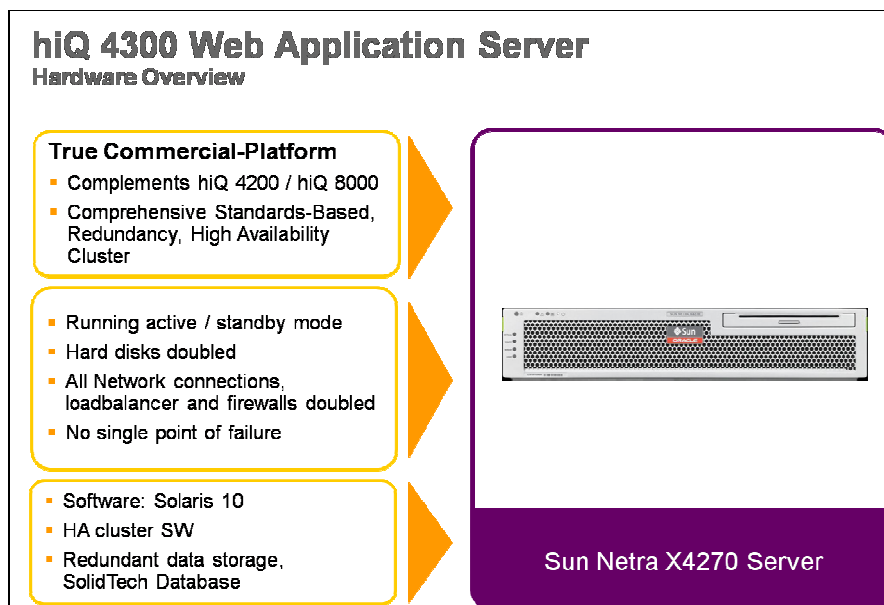 hiQ 4300 Web Application Server
Hardware Overview
True Commercial-Platform
▪ Complements hiQ 4200 / hiQ 8000
▪ Comprehensive Standards-Based,
Redundancy, High Availability
Cluster
▪ Running active / standby mode
▪ Hard disks doubled
▪ All Network connections,
loadbalancer and firewalls doubled
▪ No single point of failure
▪ Software: Solaris 10
▪ HA cluster SW
▪ Redundant data storage,
SolidTech Database
Sun
ORACLE
Sun Netra X4270 Server